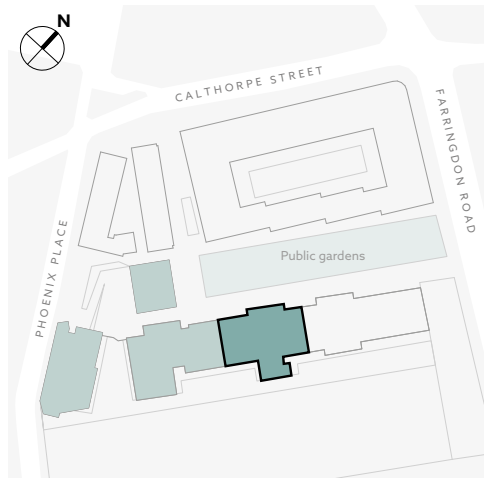 N
CALTHORPE STREET
FARRINGDON ROAD
PHOENIX PLACE
Public gardens